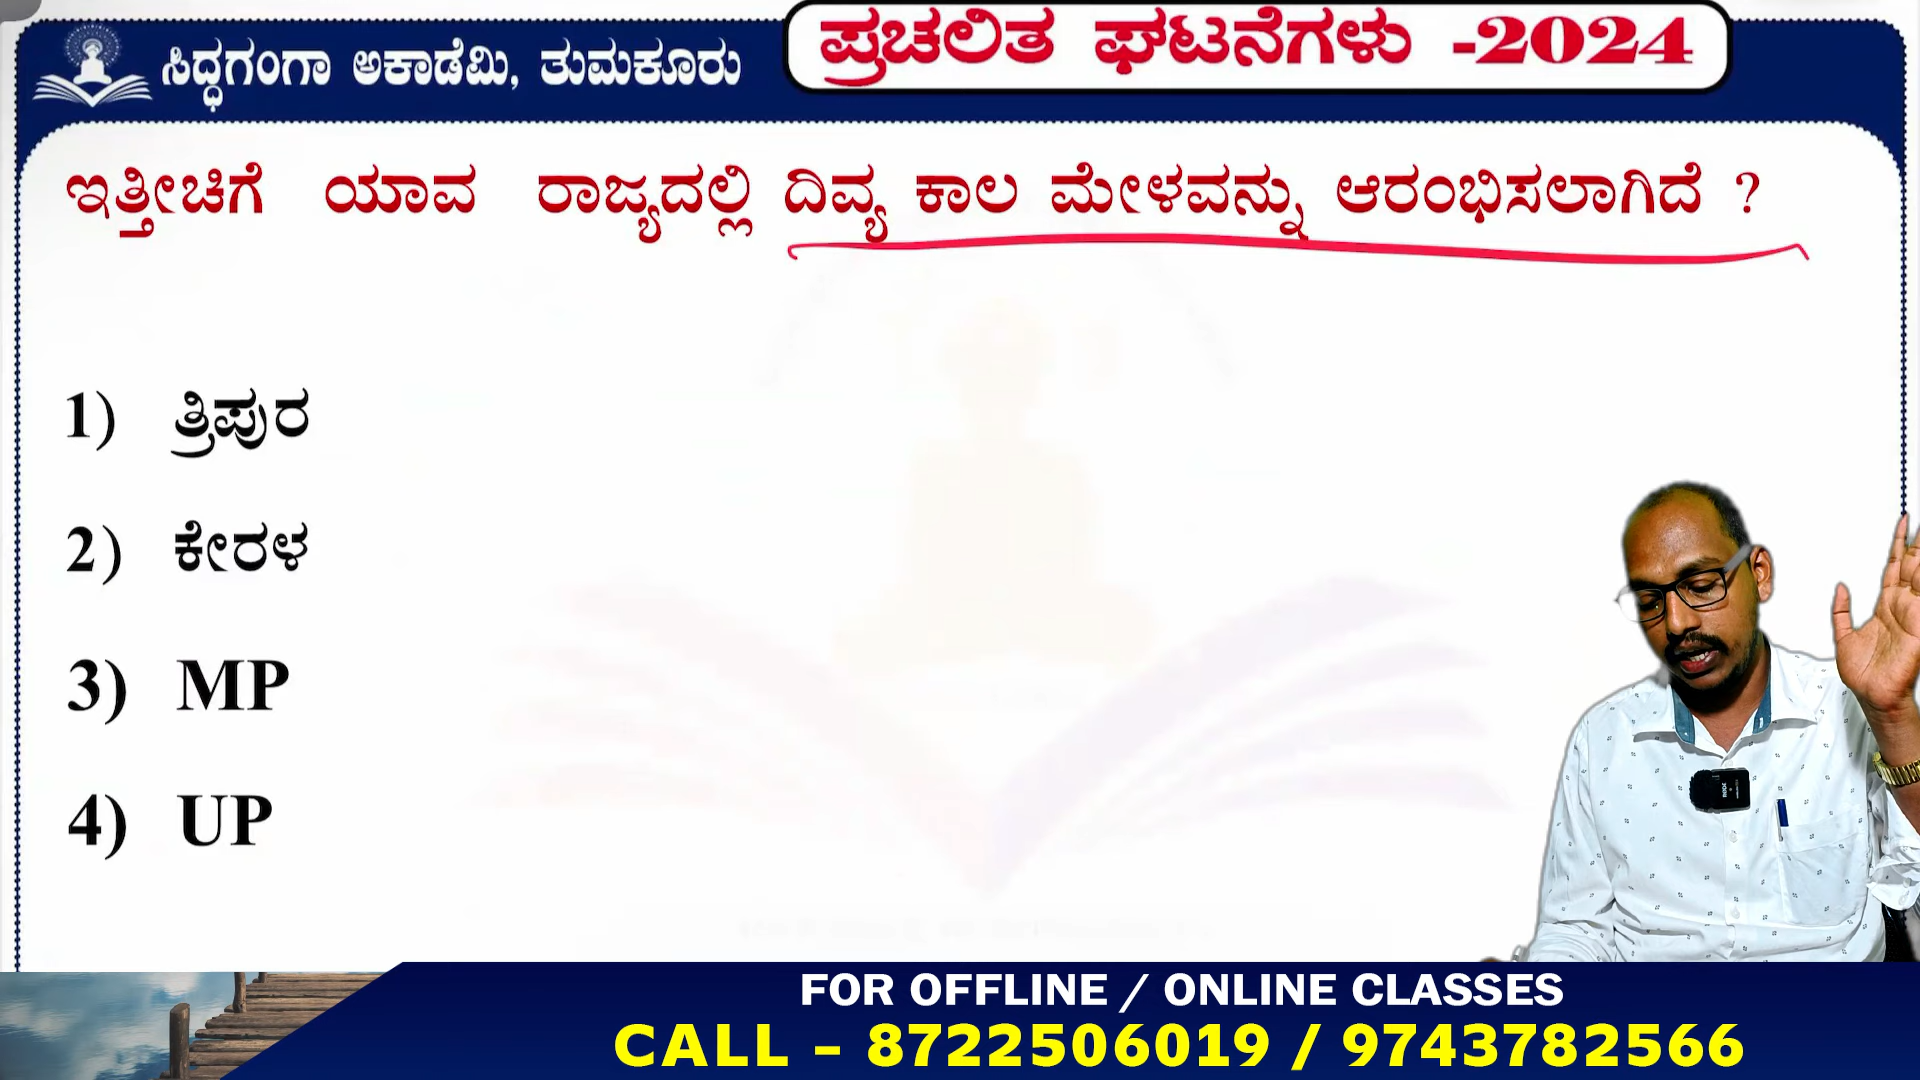 ಸಿದ್ಧಗಂಗಾ ಅಕಾಡೆಮಿ, ತುಮಕೂರು
ಪ್ರಚಲಿತ ಘಟನೆಗಳು -2024
ಇತ್ತೀಚಿಗೆ ಯಾವ ರಾಜ್ಯದಲ್ಲಿ ದಿವ್ಯ ಕಾಲ ಮೇಳವನ್ನು ಆರಂಭಿಸಲಾಗಿದೆ ?
1) ತ್ರಿಪುರ
2) ಕೇರಳ
3) MP
4) UP
FOR OFFLINE / ONLINE CLASSES
CALL – 8722506019 / 9743782566